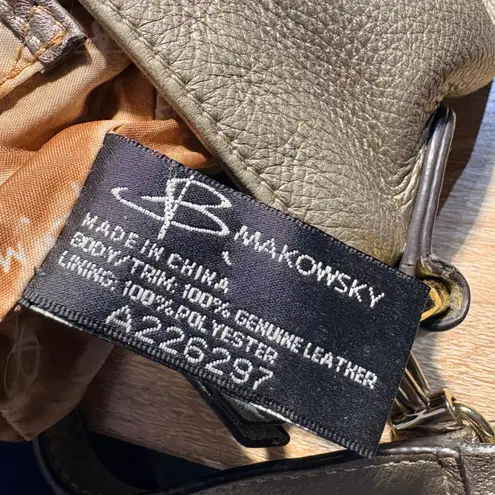 B MAKOWSKY
MADE IN CHINA
BODY/TRIM: 100% GENUINE LEATHER
LINING: 100% POLYESTER
A226297